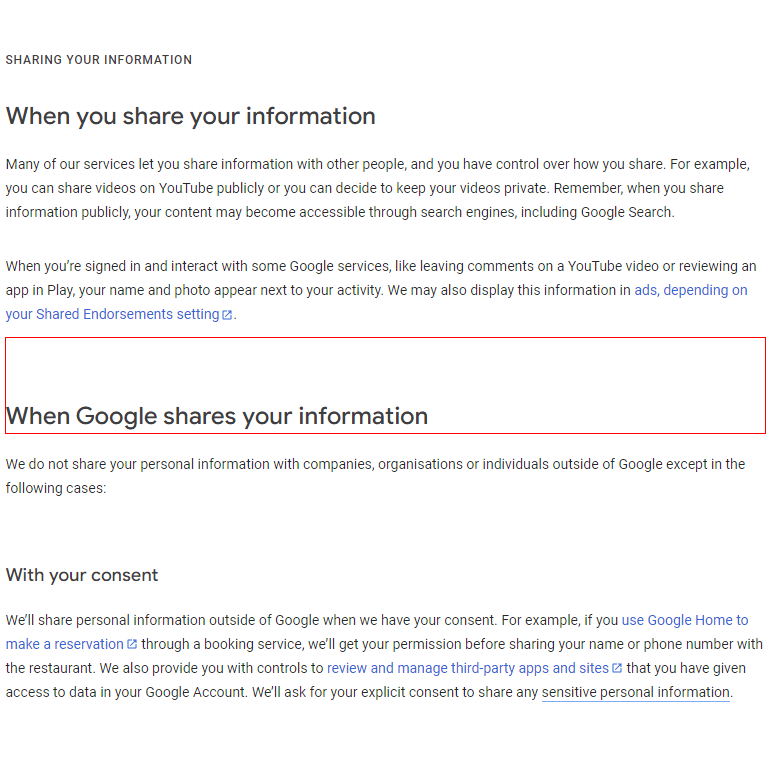 SHARING YOUR INFORMATION
When you share your information
Many of our services let you share information with other people, and you have control over how you share. For example,
you can share videos on YouTube publicly or you can decide to keep your videos private. Remember, when you share
information publicly, your content may become accessible through search engines, including Google Search.
When you’re signed in and interact with some Google services, like leaving comments on a YouTube video or reviewing an
app in Play, your name and photo appear next to your activity. We may also display this information in ads, depending on
your Shared Endorsements setting.
When Google shares your information
We do not share your personal information with companies, organisations or individuals outside of Google except in the
following cases:
With your consent
We’ll share personal information outside of Google when we have your consent. For example, if you use Google Home to
make a reservation through a booking service, we’ll get your permission before sharing your name or phone number with
the restaurant. We also provide you with controls to review and manage third-party apps and sites that you have given
access to data in your Google Account. We’ll ask for your explicit consent to share any sensitive personal information.